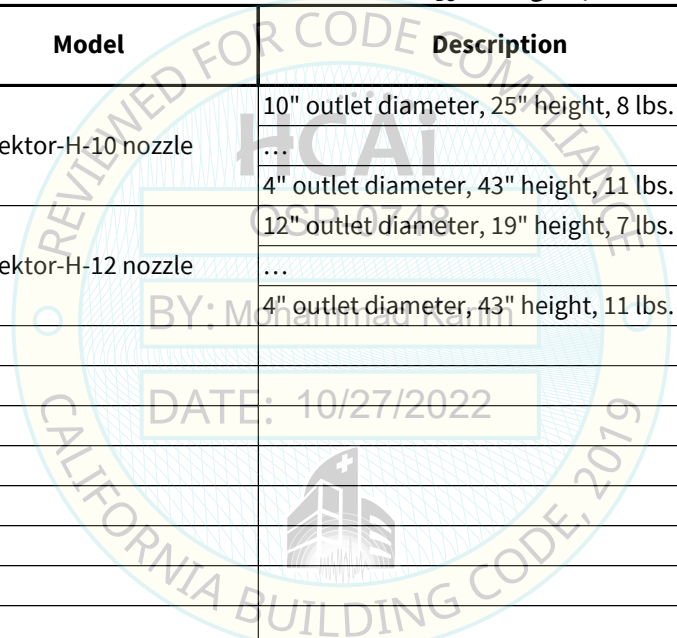 Model Description
10" outlet diameter, 25" height, 8 lbs.
ektor-H-10 nozzle
...
4" outlet diameter, 43" height, 11 lbs.
12" outlet diameter, 19" height, 7 lbs.
ektor-H-12 nozzle
...
4" outlet diameter, 43" height, 11 lbs.
REVIEWED FOR CODE COMPLIANCE
HCAi
OSP-0748
BY: Mohammad Karim
DATE: 10/27/2022
CALIFORNIA BUILDING CODE, 2019